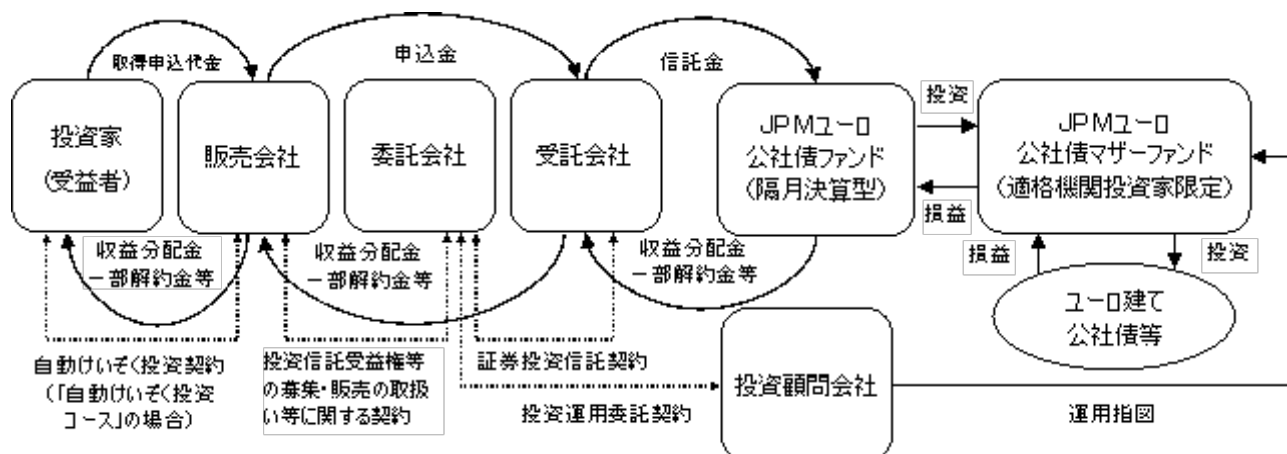 取得申込代金
申込金
信託金
投資家
(受益者)
販売会社
委託会社
受託会社
JPMユーロ
公社債ファンド
(隔月決算型)
投資
損益
JPMユーロ
公社債マザーファンド
(適格機関投資家限定)
収益分配金
一部解約金等
収益分配金
一部解約金等
収益分配金
一部解約金等
損益
投資
ユーロ建て
公社債等
自動けいぞく投資契約
(「自動けいぞく投資
コース」の場合)
投資信託受益権等
の募集・販売の取扱
い等に関する契約
証券投資信託契約
投資運用委託契約
投資顧問会社
運用指図